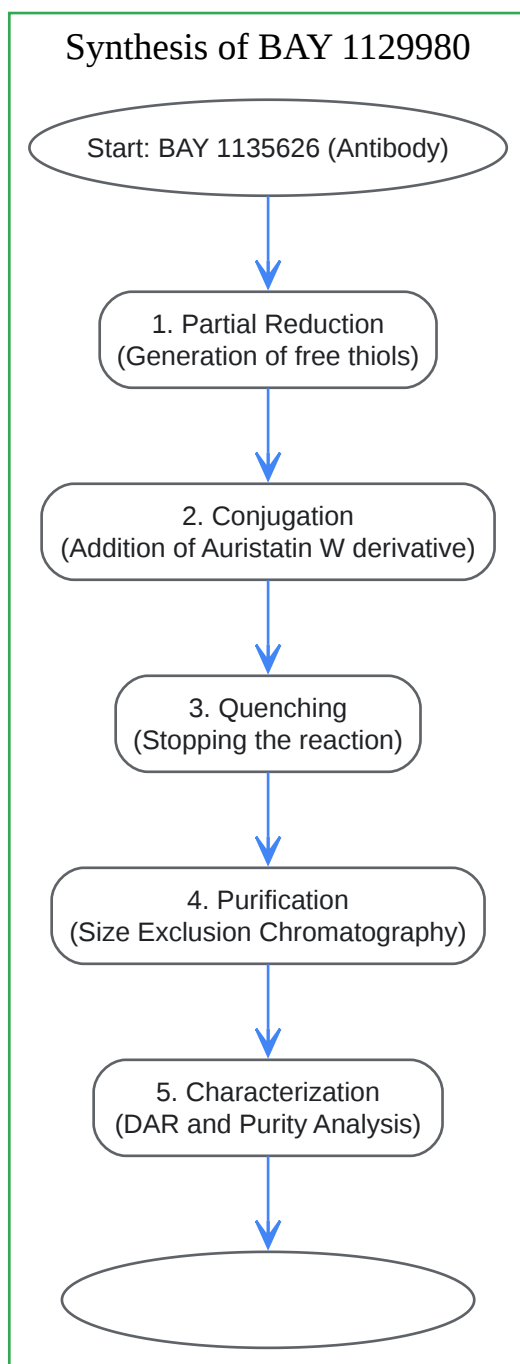 Synthesis of BAY 1129980
Start: BAY 1135626 (Antibody)
1. Partial Reduction
(Generation of free thiols)
2. Conjugation
(Addition of Auristatin W derivative)
3. Quenching
(Stopping the reaction)
4. Purification
(Size Exclusion Chromatography)
5. Characterization
(DAR and Purity Analysis)